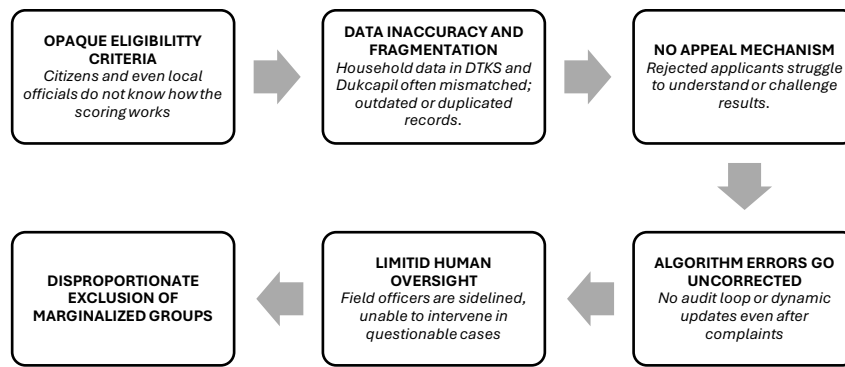 OPAQUE ELIGIBILITTY
CRITERIA
Citizens and even local
officials do not know how the
scoring works
DATA INACCURACY AND
FRAGMENTATION
Household data in DTKS and
Dukcapil often mismatched;
outdated or duplicated
records.
NO APPEAL MECHANISM
Rejected applicants struggle
to understand or challenge
results.
ALGORITHM ERRORS GO
UNCORRECTED
No audit loop or dynamic
updates even after
complaints
LIMITID HUMAN
OVERSIGHT
Field officers are sidelined,
unable to intervene in
questionable cases
DISPROPORTIONATE
EXCLUSION OF
MARGINALIZED GROUPS